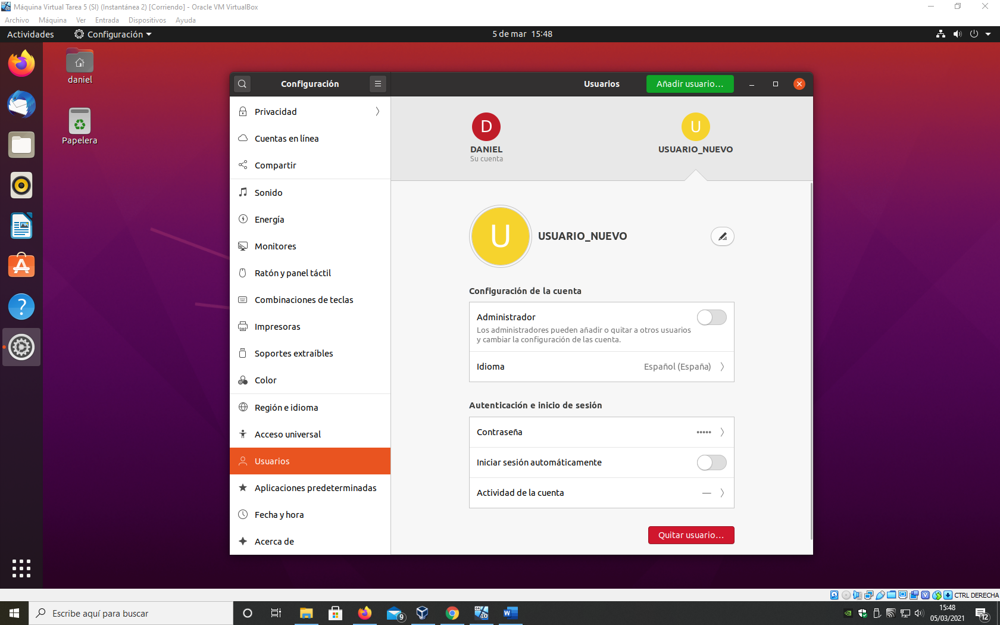 Máquina Virtual Tarea 5 (SI) (Instantánea 2) [Corriendo] - Oracle VM VirtualBox
Archivo Máquina Ver Entrada Dispositivos Ayuda
Actividades Configuración 5 de mar 15:48
daniel
Papelera
Configuración Usuarios Añadir usuario...
Privacidad
Cuentas en línea
Compartir
Sonido
Energía
Monitores
Ratón y panel táctil
Combinaciones de teclas
Impresoras
Soportes extraíbles
Color
Región e idioma
Acceso universal
Usuarios
Aplicaciones predeterminadas
Fecha y hora
Acerca de
D U
DANIEL USUARIO_NUEVO
Su cuenta
U USUARIO_NUEVO
Configuración de la cuenta
Administrador
Los administradores pueden añadir o quitar a otros usuarios
y cambiar la configuración de las cuenta.
Idioma Español (España)
Autenticación e inicio de sesión
Contraseña •••••
Iniciar sesión automáticamente
Actividad de la cuenta —
Quitar usuario...
CTRL DERECHA
Escribe aquí para buscar
9
15:48
05/03/2021
12